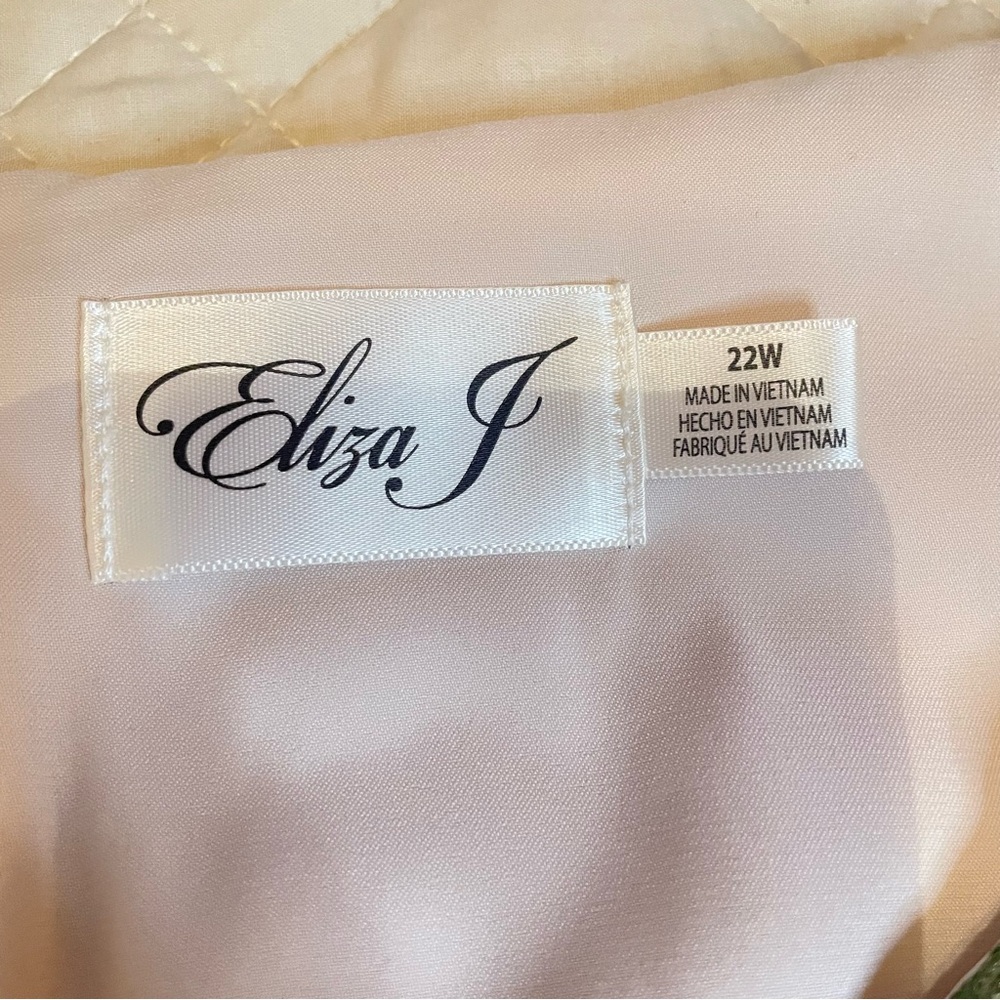 Eliza J
22W
MADE IN VIETNAM
HECHO EN VIETNAM
FABRIQUÉ AU VIETNAM